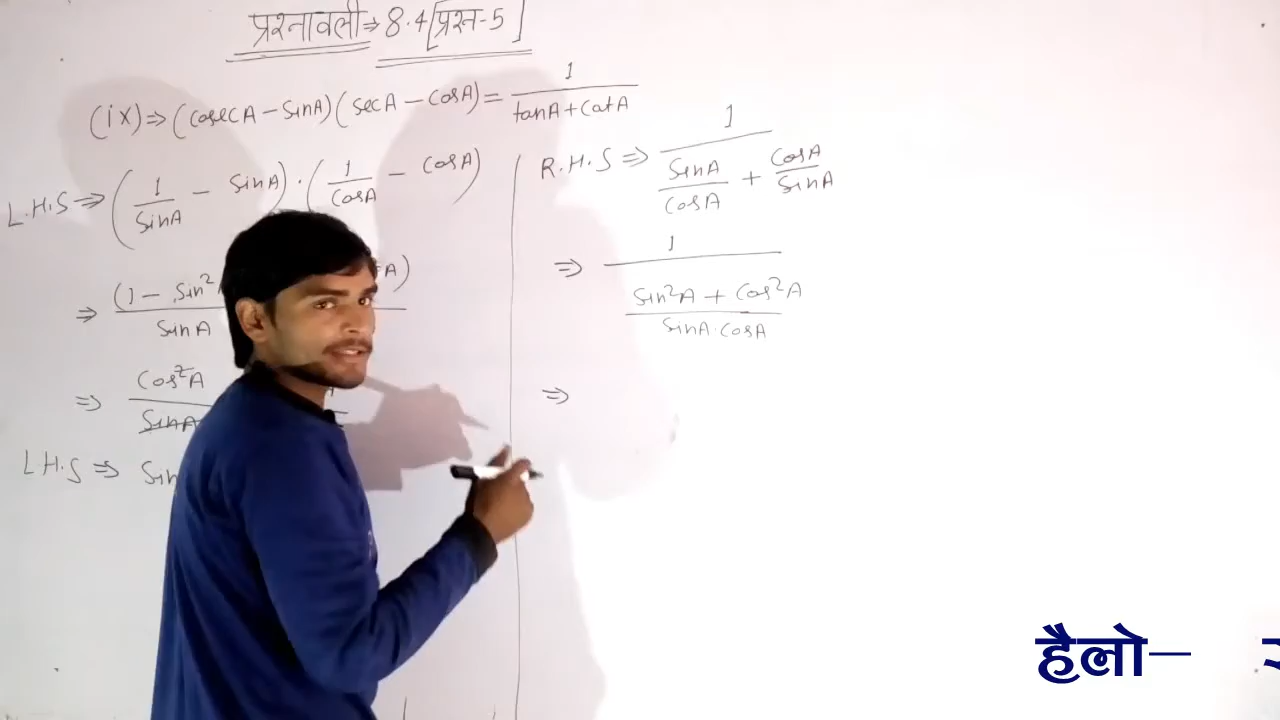 प्रश्नावली⇒ 8.4[प्रश्न-5]
(ix)⇒ (CosecA - SinA)(SecA - CosA) = 1/(tanA + CotA)
L.H.S ⇒ (1/SinA - SinA) . (1/CosA - CosA)
⇒ (1 - Sin² / SinA A)
⇒ Cos²A / SinA
L.H.S ⇒ Sin
R.H.S ⇒ 1/(SinA/CosA + CosA/SinA)
⇒ 1/((Sin²A + Cos²A)/(SinA.CosA))
⇒
हैलो—